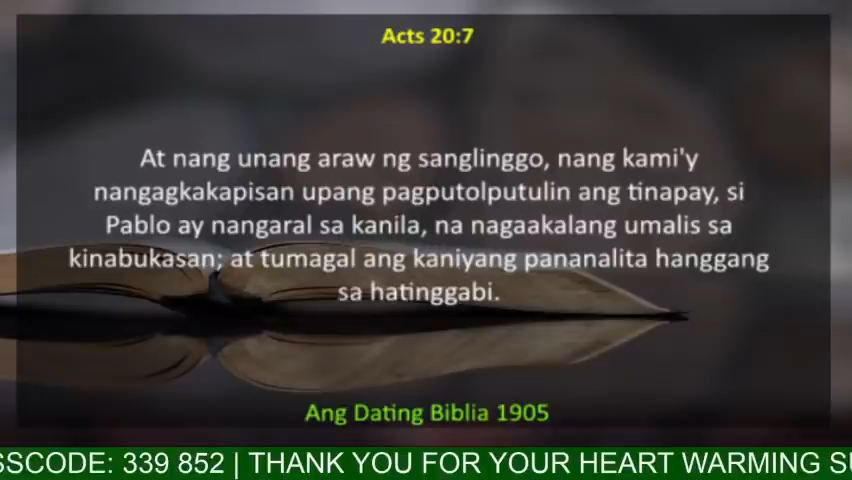 Acts 20:7
At nang unang araw ng sanglinggo, nang kami'y
nangagkakapisan upang pagputolputulin ang tinapay, si
Pablo ay nangaral sa kanila, na nagaakalang umalis sa
kinabukasan; at tumagal ang kaniyang pananalita hanggang
sa hatinggabi.
Ang Dating Biblia 1905
SSCODE: 339 852 | THANK YOU FOR YOUR HEART WARMING SU